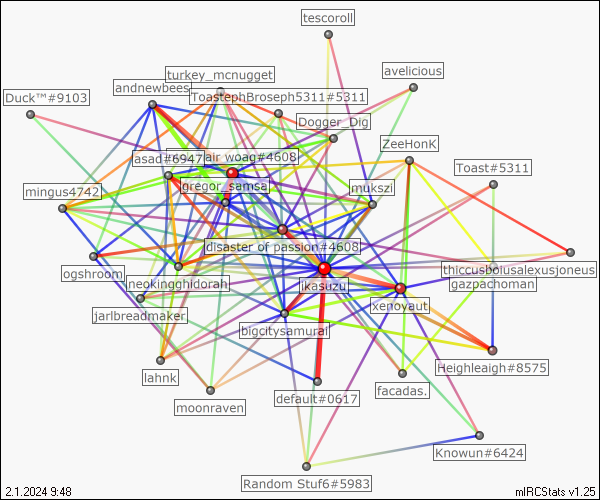 tescoroll
avelicious
turkey_mcnugget
andnewbees
Duck™#9103
ToastephBroseph5311#5311
Dogger_Dig
ZeeHonK
asad#6947
air_woag#4608
Toast#5311
gregor_samsa
mukszi
mingus4742
disaster of passion#4608
ogshroom
thiccusbolusalexusjoneus
neokingghidorah
ikasuzu
gazpachoman
jarlbreadmaker
xenoyaut
bigcitysamurai
lahnk
Heighleaigh#8575
facadas.
default#0617
moonraven
Knowun#6424
Random Stuf6#5983
2.1.2024 9:48
mIRCStats v1.25